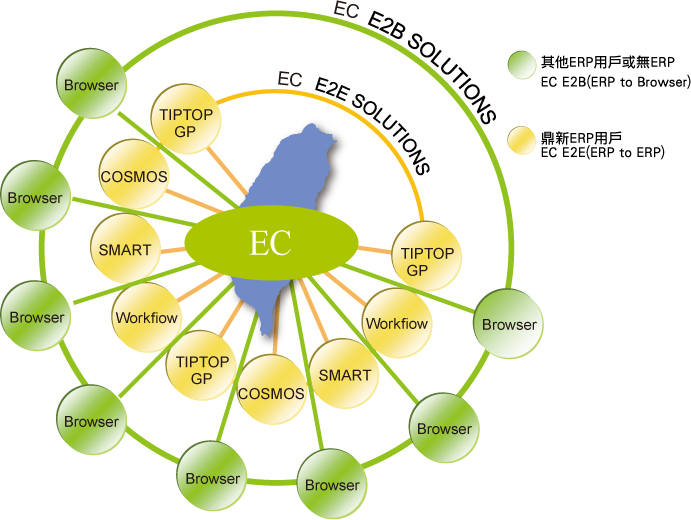 EC E2B SOLUTIONS
EC E2E SOLUTIONS
其他ERP用戶或無ERP
EC E2B(ERP to Browser)
鼎新ERP用戶
EC E2E(ERP to ERP)
Browser
TIPTOP
GP
COSMOS
Browser
SMART
EC
TIPTOP
GP
Browser
Workfiow
Workfiow
Browser
TIPTOP
GP
SMART
COSMOS
Browser
Browser
Browser
Browser